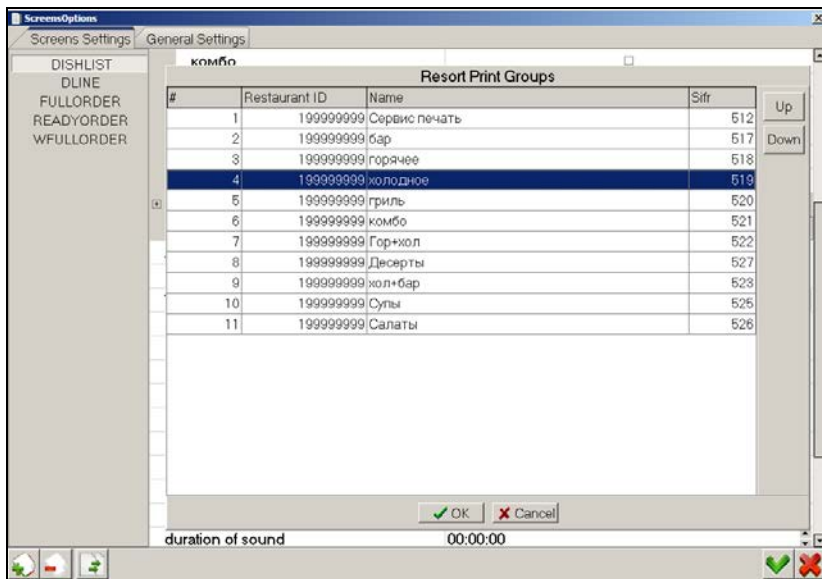 ScreensOptions
Screens Settings General Settings
DISHLIST
DLINE
FULLORDER
READYORDER
WFULLORDER
комбо
Resort Print Groups
# Restaurant ID Name Sifr
1 199999999 Сервис печать 512
2 199999999 бар 517
3 199999999 горячее 518
4 199999999 холодное 519
5 199999999 гриль 520
6 199999999 комбо 521
7 199999999 Гор+хол 522
8 199999999 Десерты 527
9 199999999 хол+бар 523
10 199999999 Супы 525
11 199999999 Салаты 526
Up
Down
OK Cancel
duration of sound 00:00:00